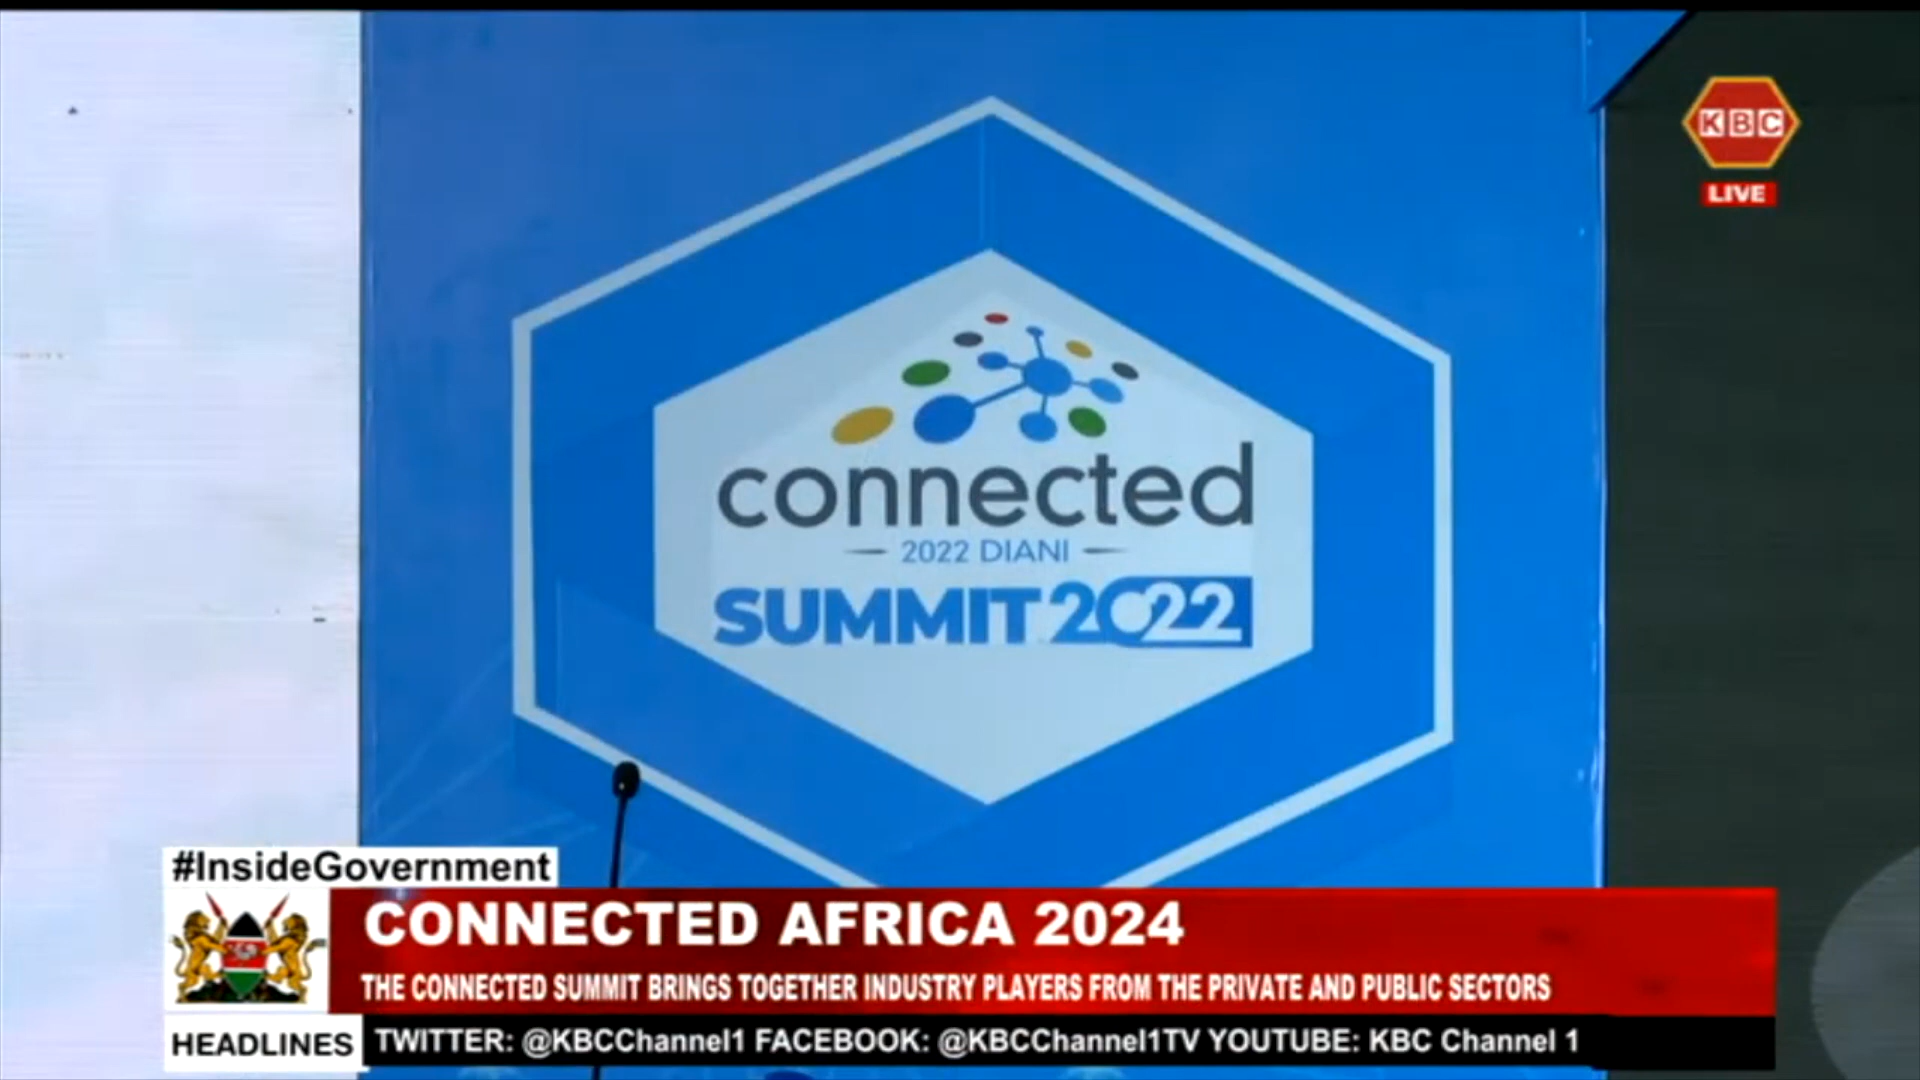 KBC
LIVE
connected
2022 DIANI
SUMMIT 2022
#InsideGovernment
CONNECTED AFRICA 2024
THE CONNECTED SUMMIT BRINGS TOGETHER INDUSTRY PLAYERS FROM THE PRIVATE AND PUBLIC SECTORS
HEADLINES TWITTER: @KBCChannel1 FACEBOOK: @KBCChannel1TV YOUTUBE: KBC Channel 1